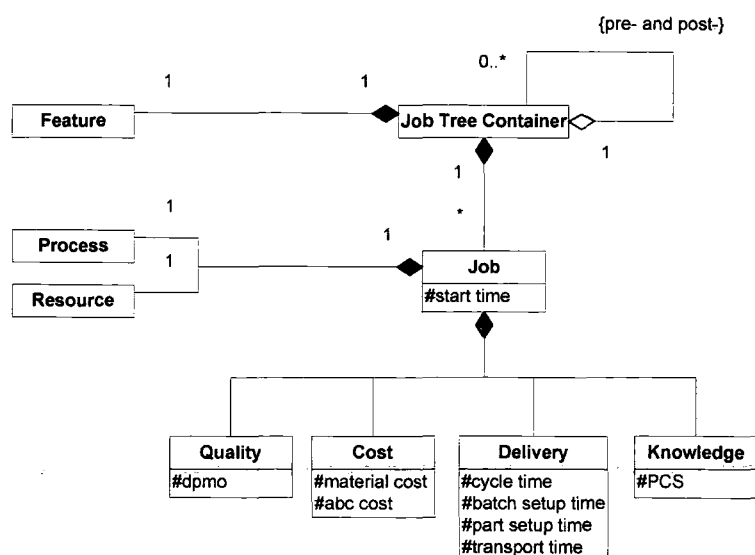 {pre- and post-}
0..*
1
1
Feature
Job Tree Container
1
1
1
*
Process
1
1
Job
Resource
#start time
Quality
Cost
Delivery
Knowledge
#dpmo
#material cost
#cycle time
#PCS
#abc cost
#batch setup time
#part setup time
#transport time